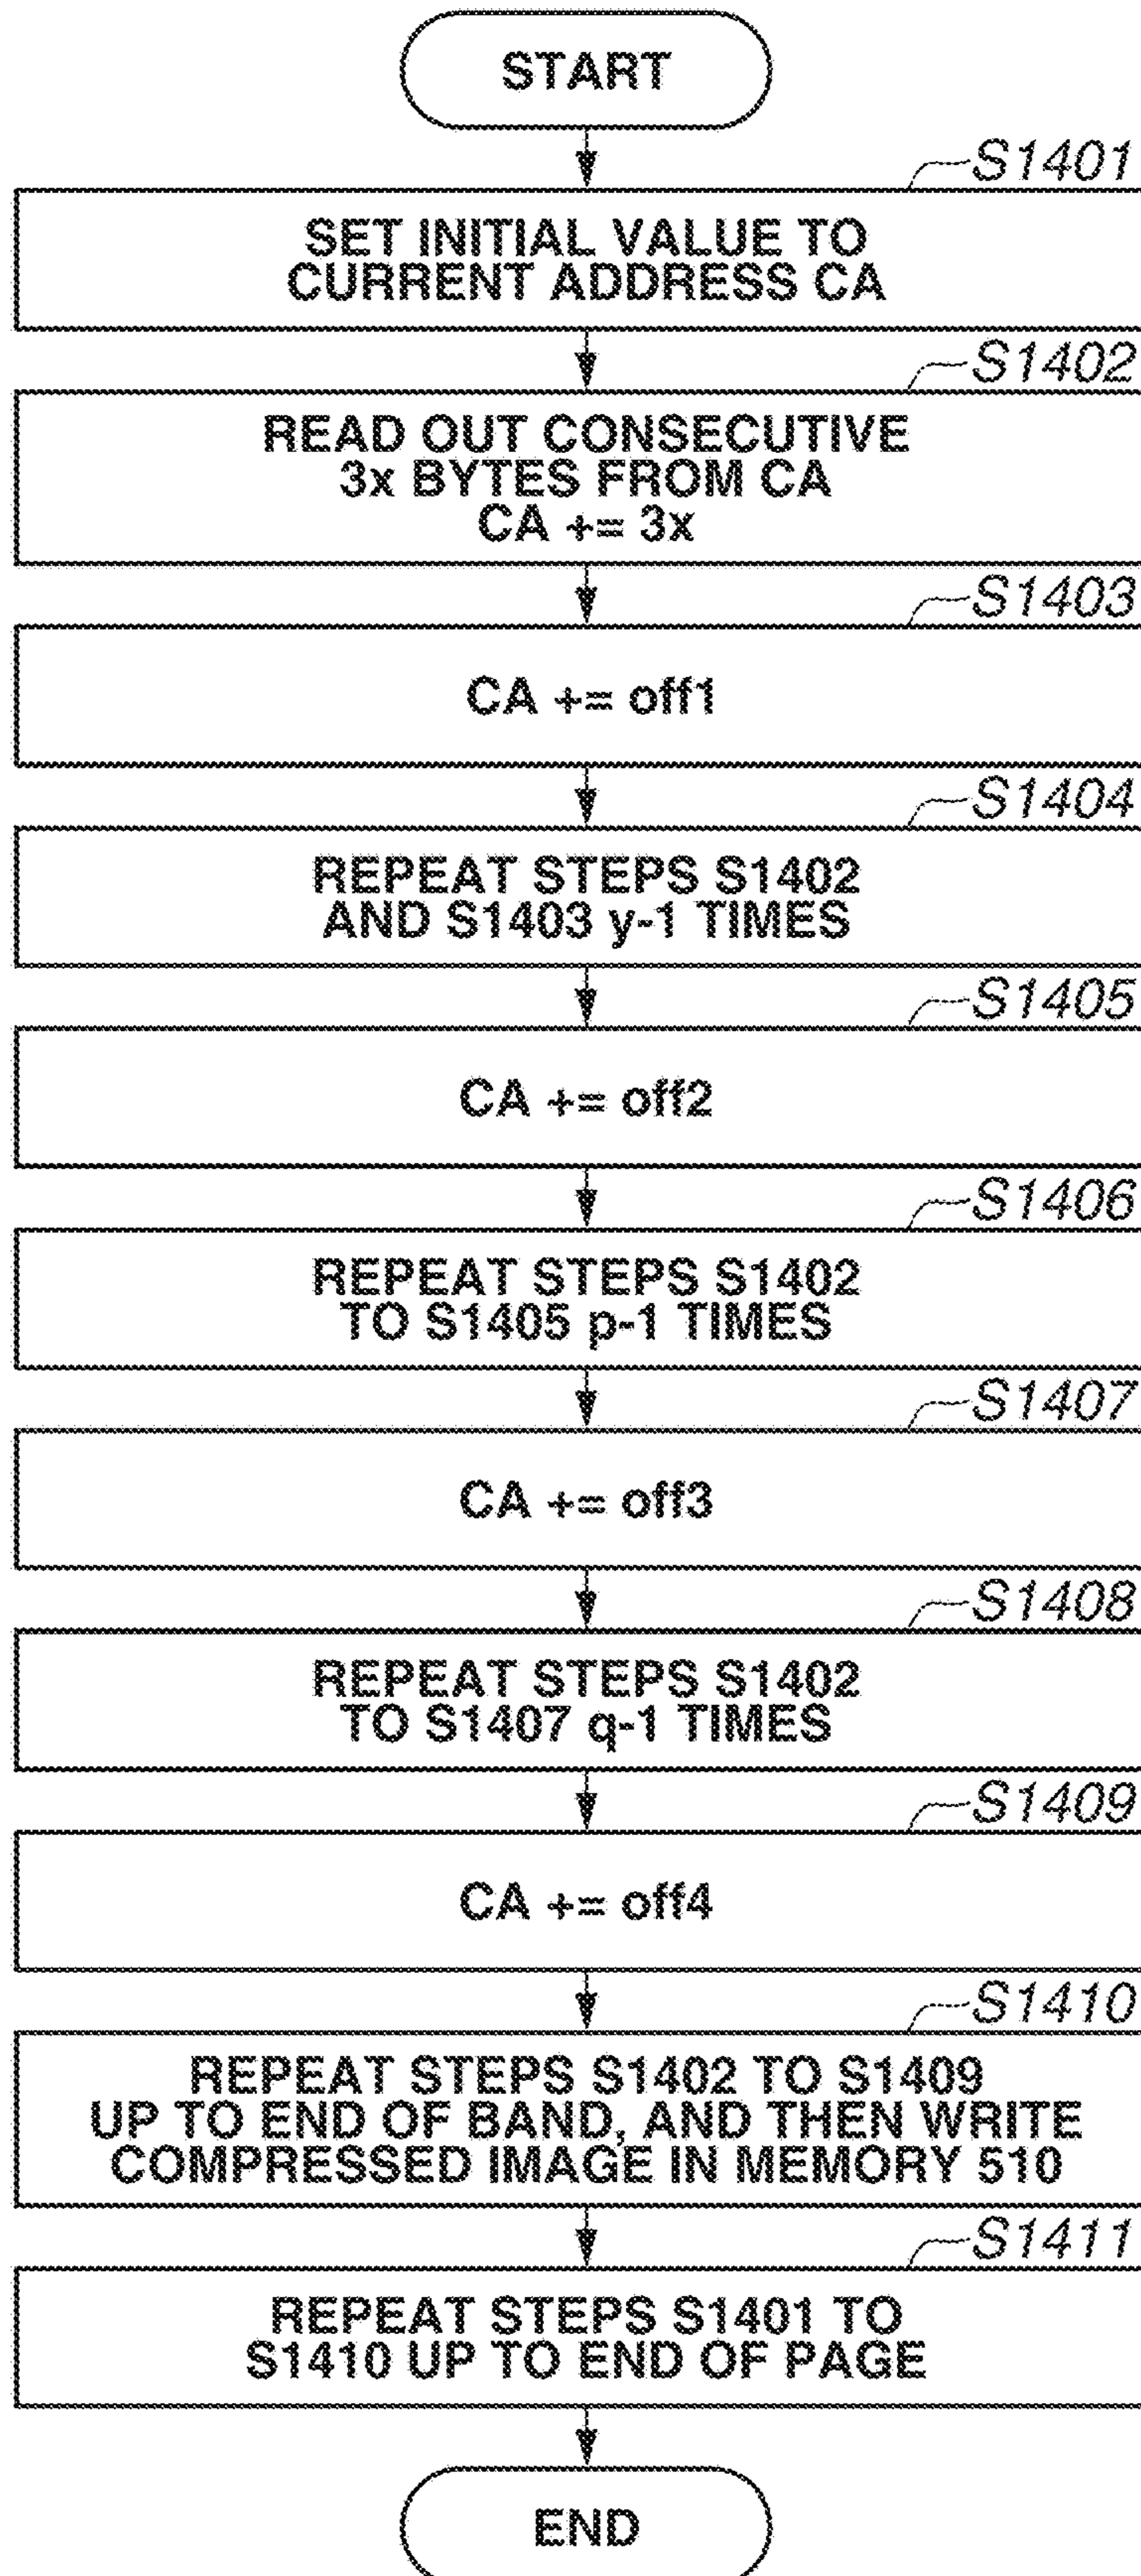 START
S1401
SET INITIAL VALUE TO
CURRENT ADDRESS CA
S1402
READ OUT CONSECUTIVE
3x BYTES FROM CA
CA += 3x
S1403
CA += off1
S1404
REPEAT STEPS S1402
AND S1403 y-1 TIMES
S1405
CA += off2
S1406
REPEAT STEPS S1402
TO S1405 p-1 TIMES
S1407
CA += off3
S1408
REPEAT STEPS S1402
TO S1407 q-1 TIMES
S1409
CA += off4
S1410
REPEAT STEPS S1402 TO S1409
UP TO END OF BAND, AND THEN WRITE
COMPRESSED IMAGE IN MEMORY 510
S1411
REPEAT STEPS S1401 TO
S1410 UP TO END OF PAGE
END